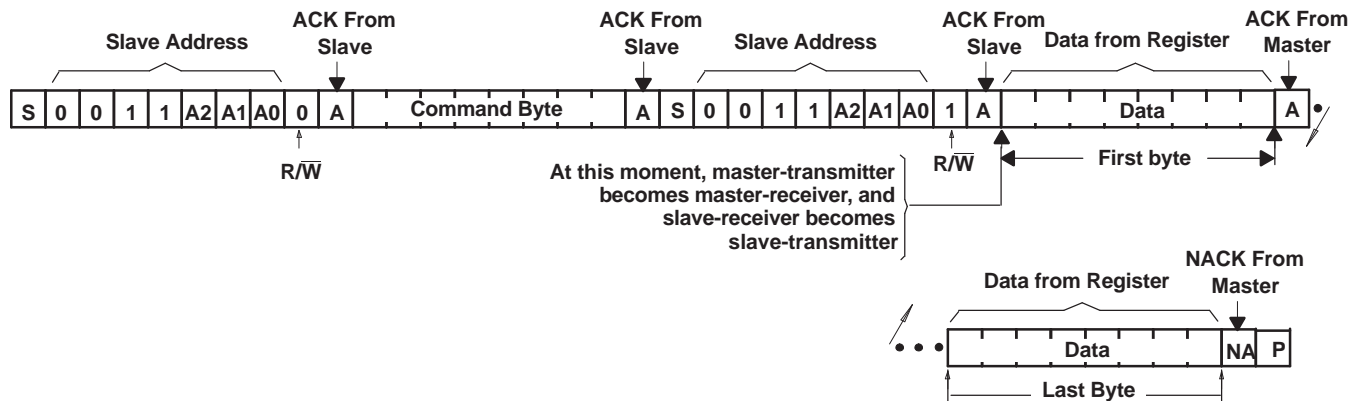 ACK From Slave
Slave Address
ACK From Slave
Slave Address
ACK From Slave
Data from Register
ACK From Master
S 0 0 1 1 A2 A1 A0 0 A Command Byte A S 0 0 1 1 A2 A1 A0 1 A Data A
R/W̅
R/W̅
First byte
At this moment, master-transmitter
becomes master-receiver, and
slave-receiver becomes
slave-transmitter
Data from Register
NACK From
Master
Data NA P
Last Byte